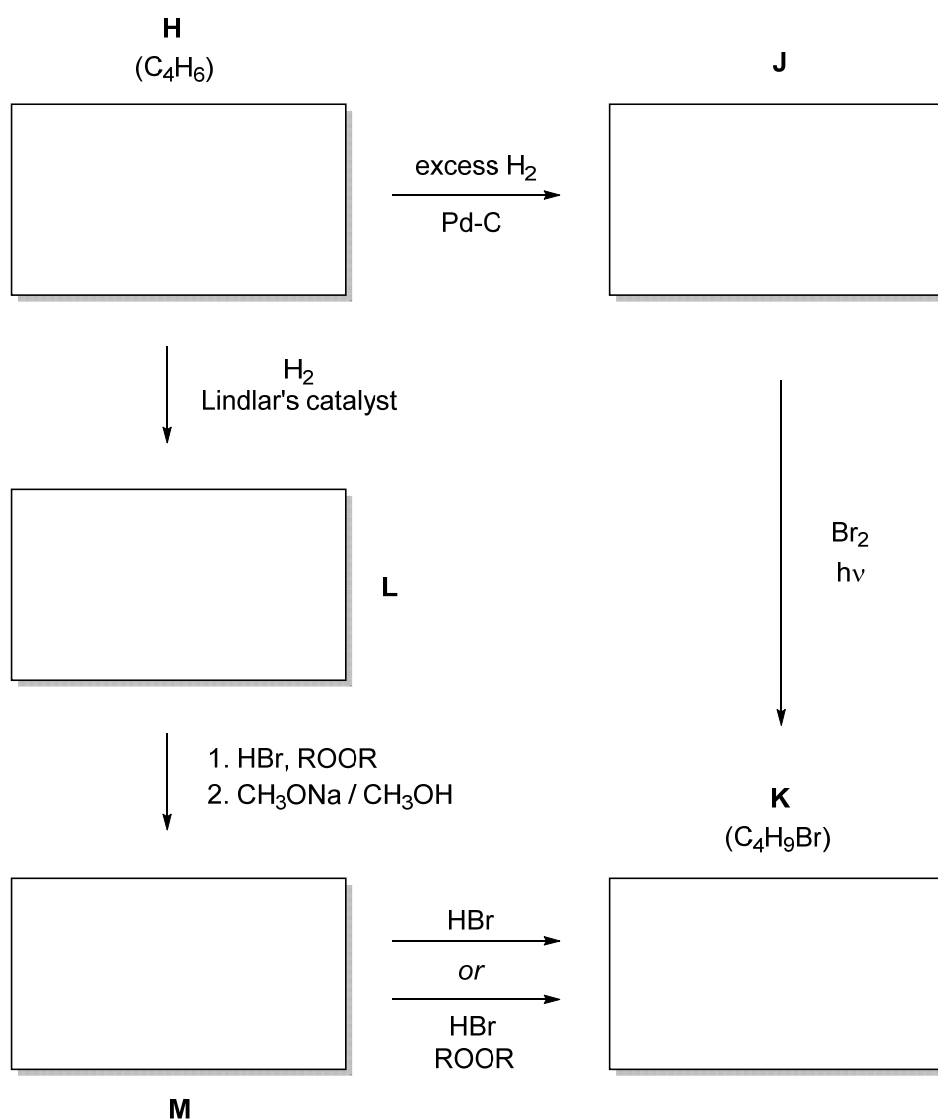 H
(C₄H₆)
J
excess H₂
Pd-C
H₂
Lindlar's catalyst
L
Br₂
hν
1. HBr, ROOR
2. CH₃ONa / CH₃OH
K
(C₄H₉Br)
HBr
or
HBr
ROOR
M